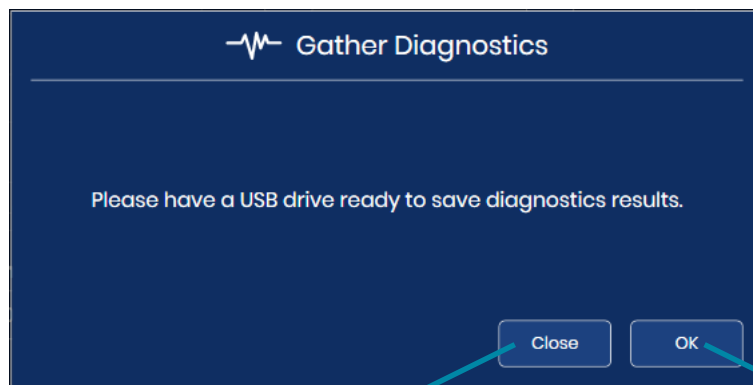 Gather Diagnostics
Please have a USB drive ready to save diagnostics results.
Close OK